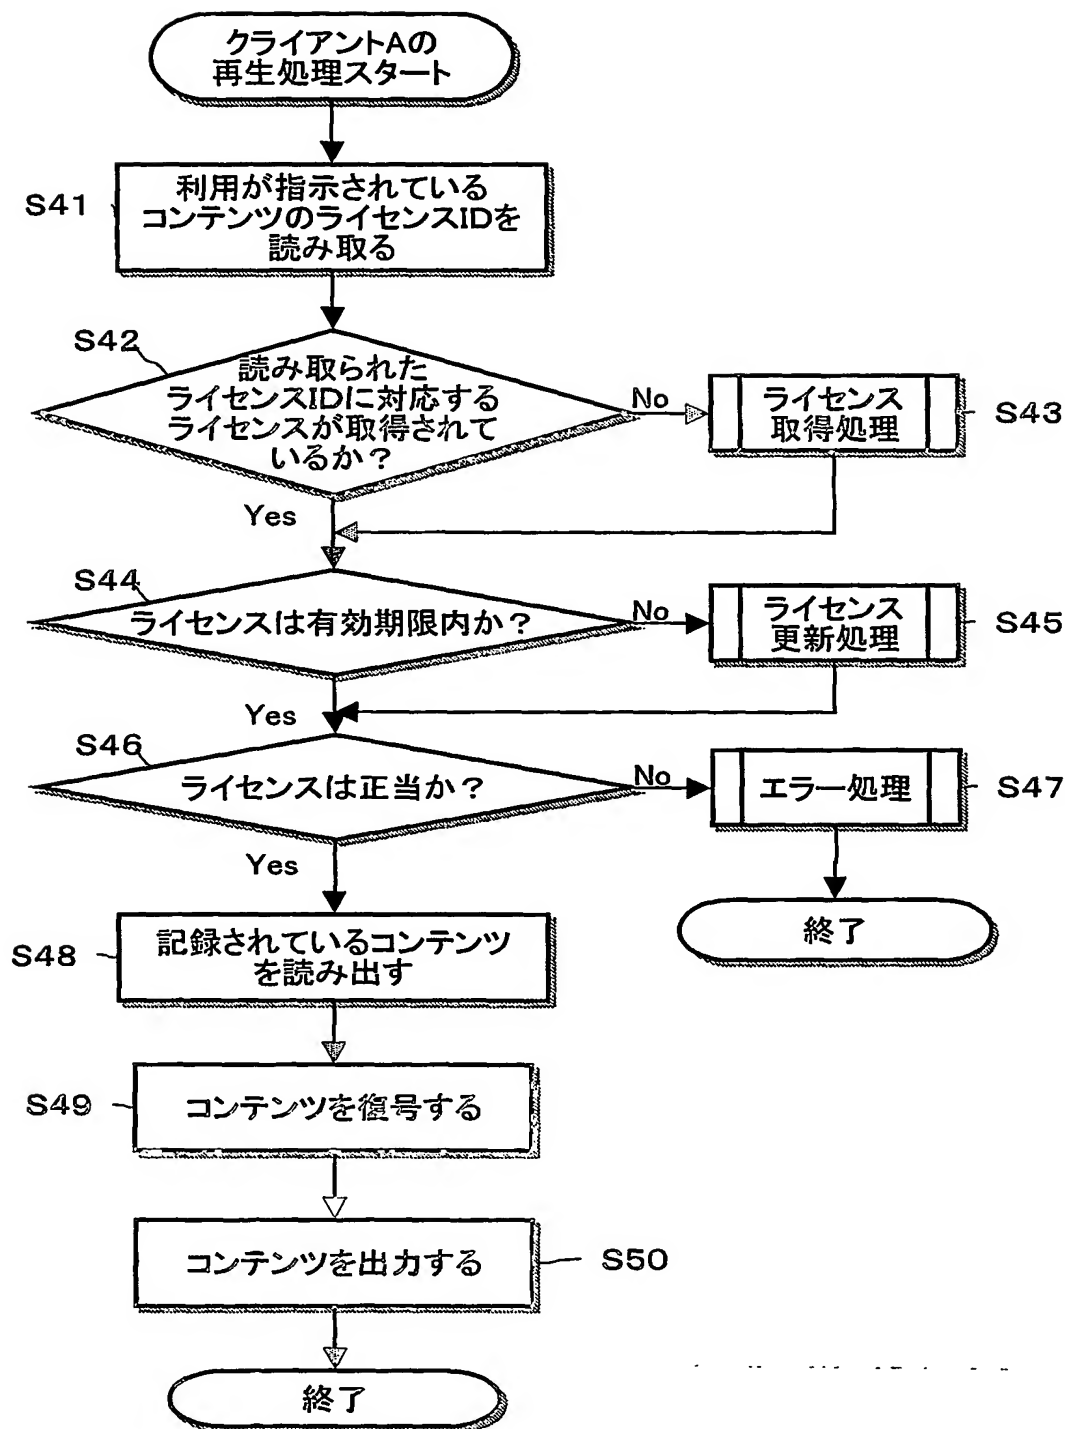 クライアントAの
再生処理スタート
S41
利用が指示されている
コンテンツのライセンスIDを
読み取る
S42
読み取られた
ライセンスIDに対応する
ライセンスが取得されて
いるか？
No
ライセンス
取得処理
S43
Yes
S44
ライセンスは有効期限内か？
No
ライセンス
更新処理
S45
Yes
S46
ライセンスは正当か？
No
エラー処理
S47
Yes
終了
S48
記録されているコンテンツ
を読み出す
S49
コンテンツを復号する
コンテンツを出力する
S50
終了